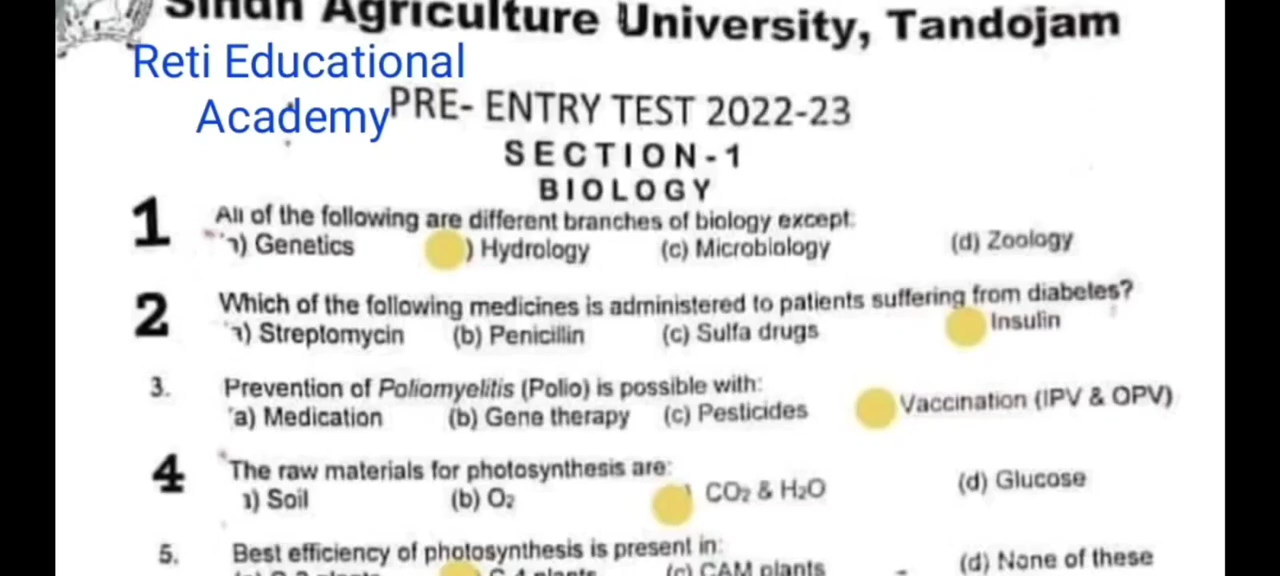 Sindh Agriculture University, Tandojam
Reti Educational
Academy
PRE- ENTRY TEST 2022-23
SECTION-1
BIOLOGY
1 All of the following are different branches of biology except:
a) Genetics ) Hydrology (c) Microbiology (d) Zoology
2 Which of the following medicines is administered to patients suffering from diabetes?
a) Streptomycin (b) Penicillin (c) Sulfa drugs Insulin
3. Prevention of Poliomyelitis (Polio) is possible with:
a) Medication (b) Gene therapy (c) Pesticides Vaccination (IPV & OPV)
4 The raw materials for photosynthesis are:
a) Soil (b) O₂ ) CO₂ & H₂O (d) Glucose
5. Best efficiency of photosynthesis is present in:
C-4 plants (c) CAM plants (d) None of these